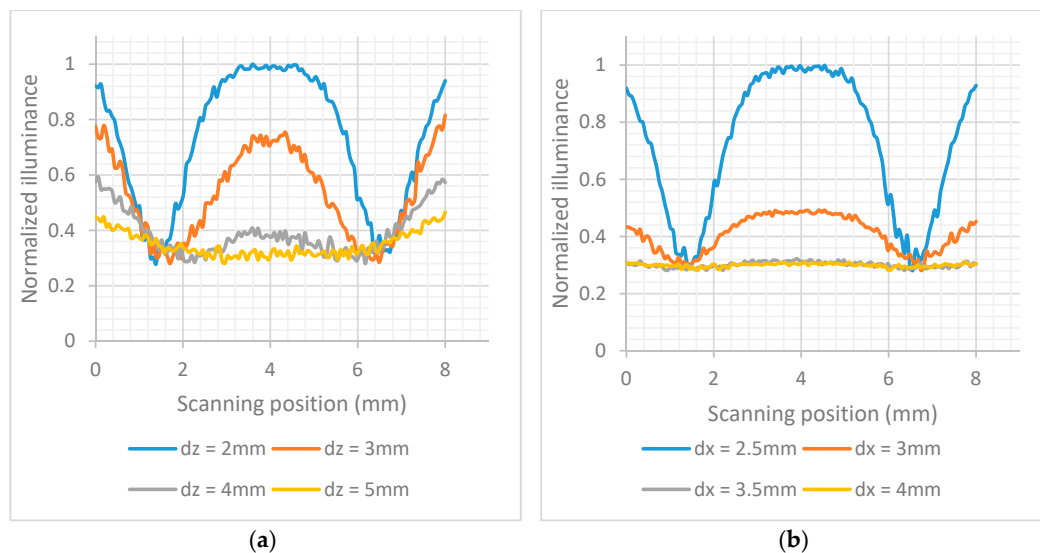 (a)
Normalized illuminance
1
0.8
0.6
0.4
0.2
0
0 2 4 6 8
Scanning position (mm)
dz = 2mm dz = 3mm
dz = 4mm dz = 5mm
(b)
Normalized illuminance
1
0.8
0.6
0.4
0.2
0
0 2 4 6 8
Scanning position (mm)
dx = 2.5mm dx = 3mm
dx = 3.5mm dx = 4mm
(a) (b)